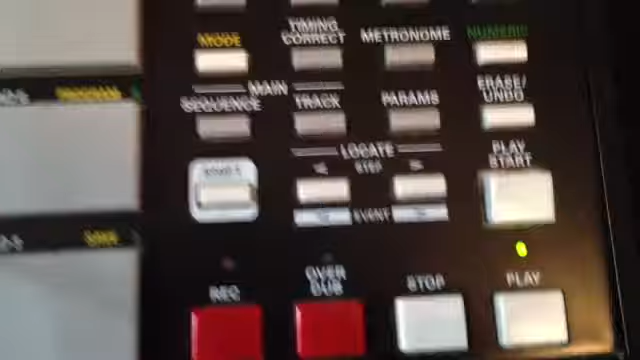 TIMING
MODE
CORRECT
METRONOME
NUMERIC
MAIN
SEQUENCE
TRACK
PARAMS
ERASE/
UNDO
LOCATE
STEP
PLAY
START
EVENT
REC
OVER
DUB
STOP
PLAY